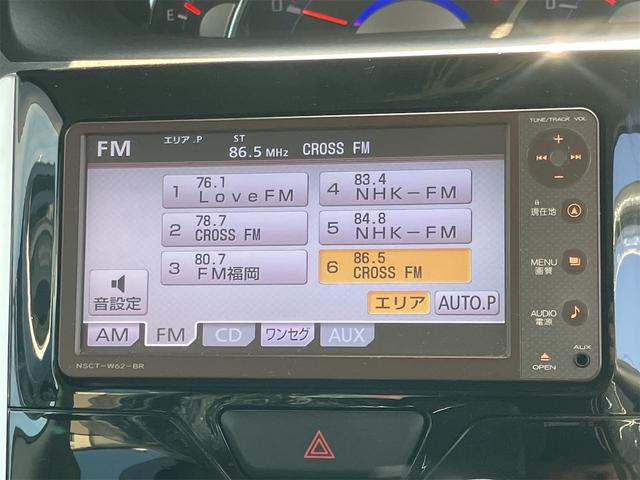 E
TUNE/TRACK VOL
FM エリア.P ST 86.5 MHz CROSS FM
1 76.1 LoveFM
4 83.4 NHK-FM
2 78.7 CROSS FM
5 84.8 NHK-FM
3 80.7 FM福岡
6 86.5 CROSS FM
音設定
エリア AUTO.P
AM FM CD ワンセグ AUX
NSCT-W62-BR
現在地
MENU
画質
AUDIO
電源
AUX
OPEN